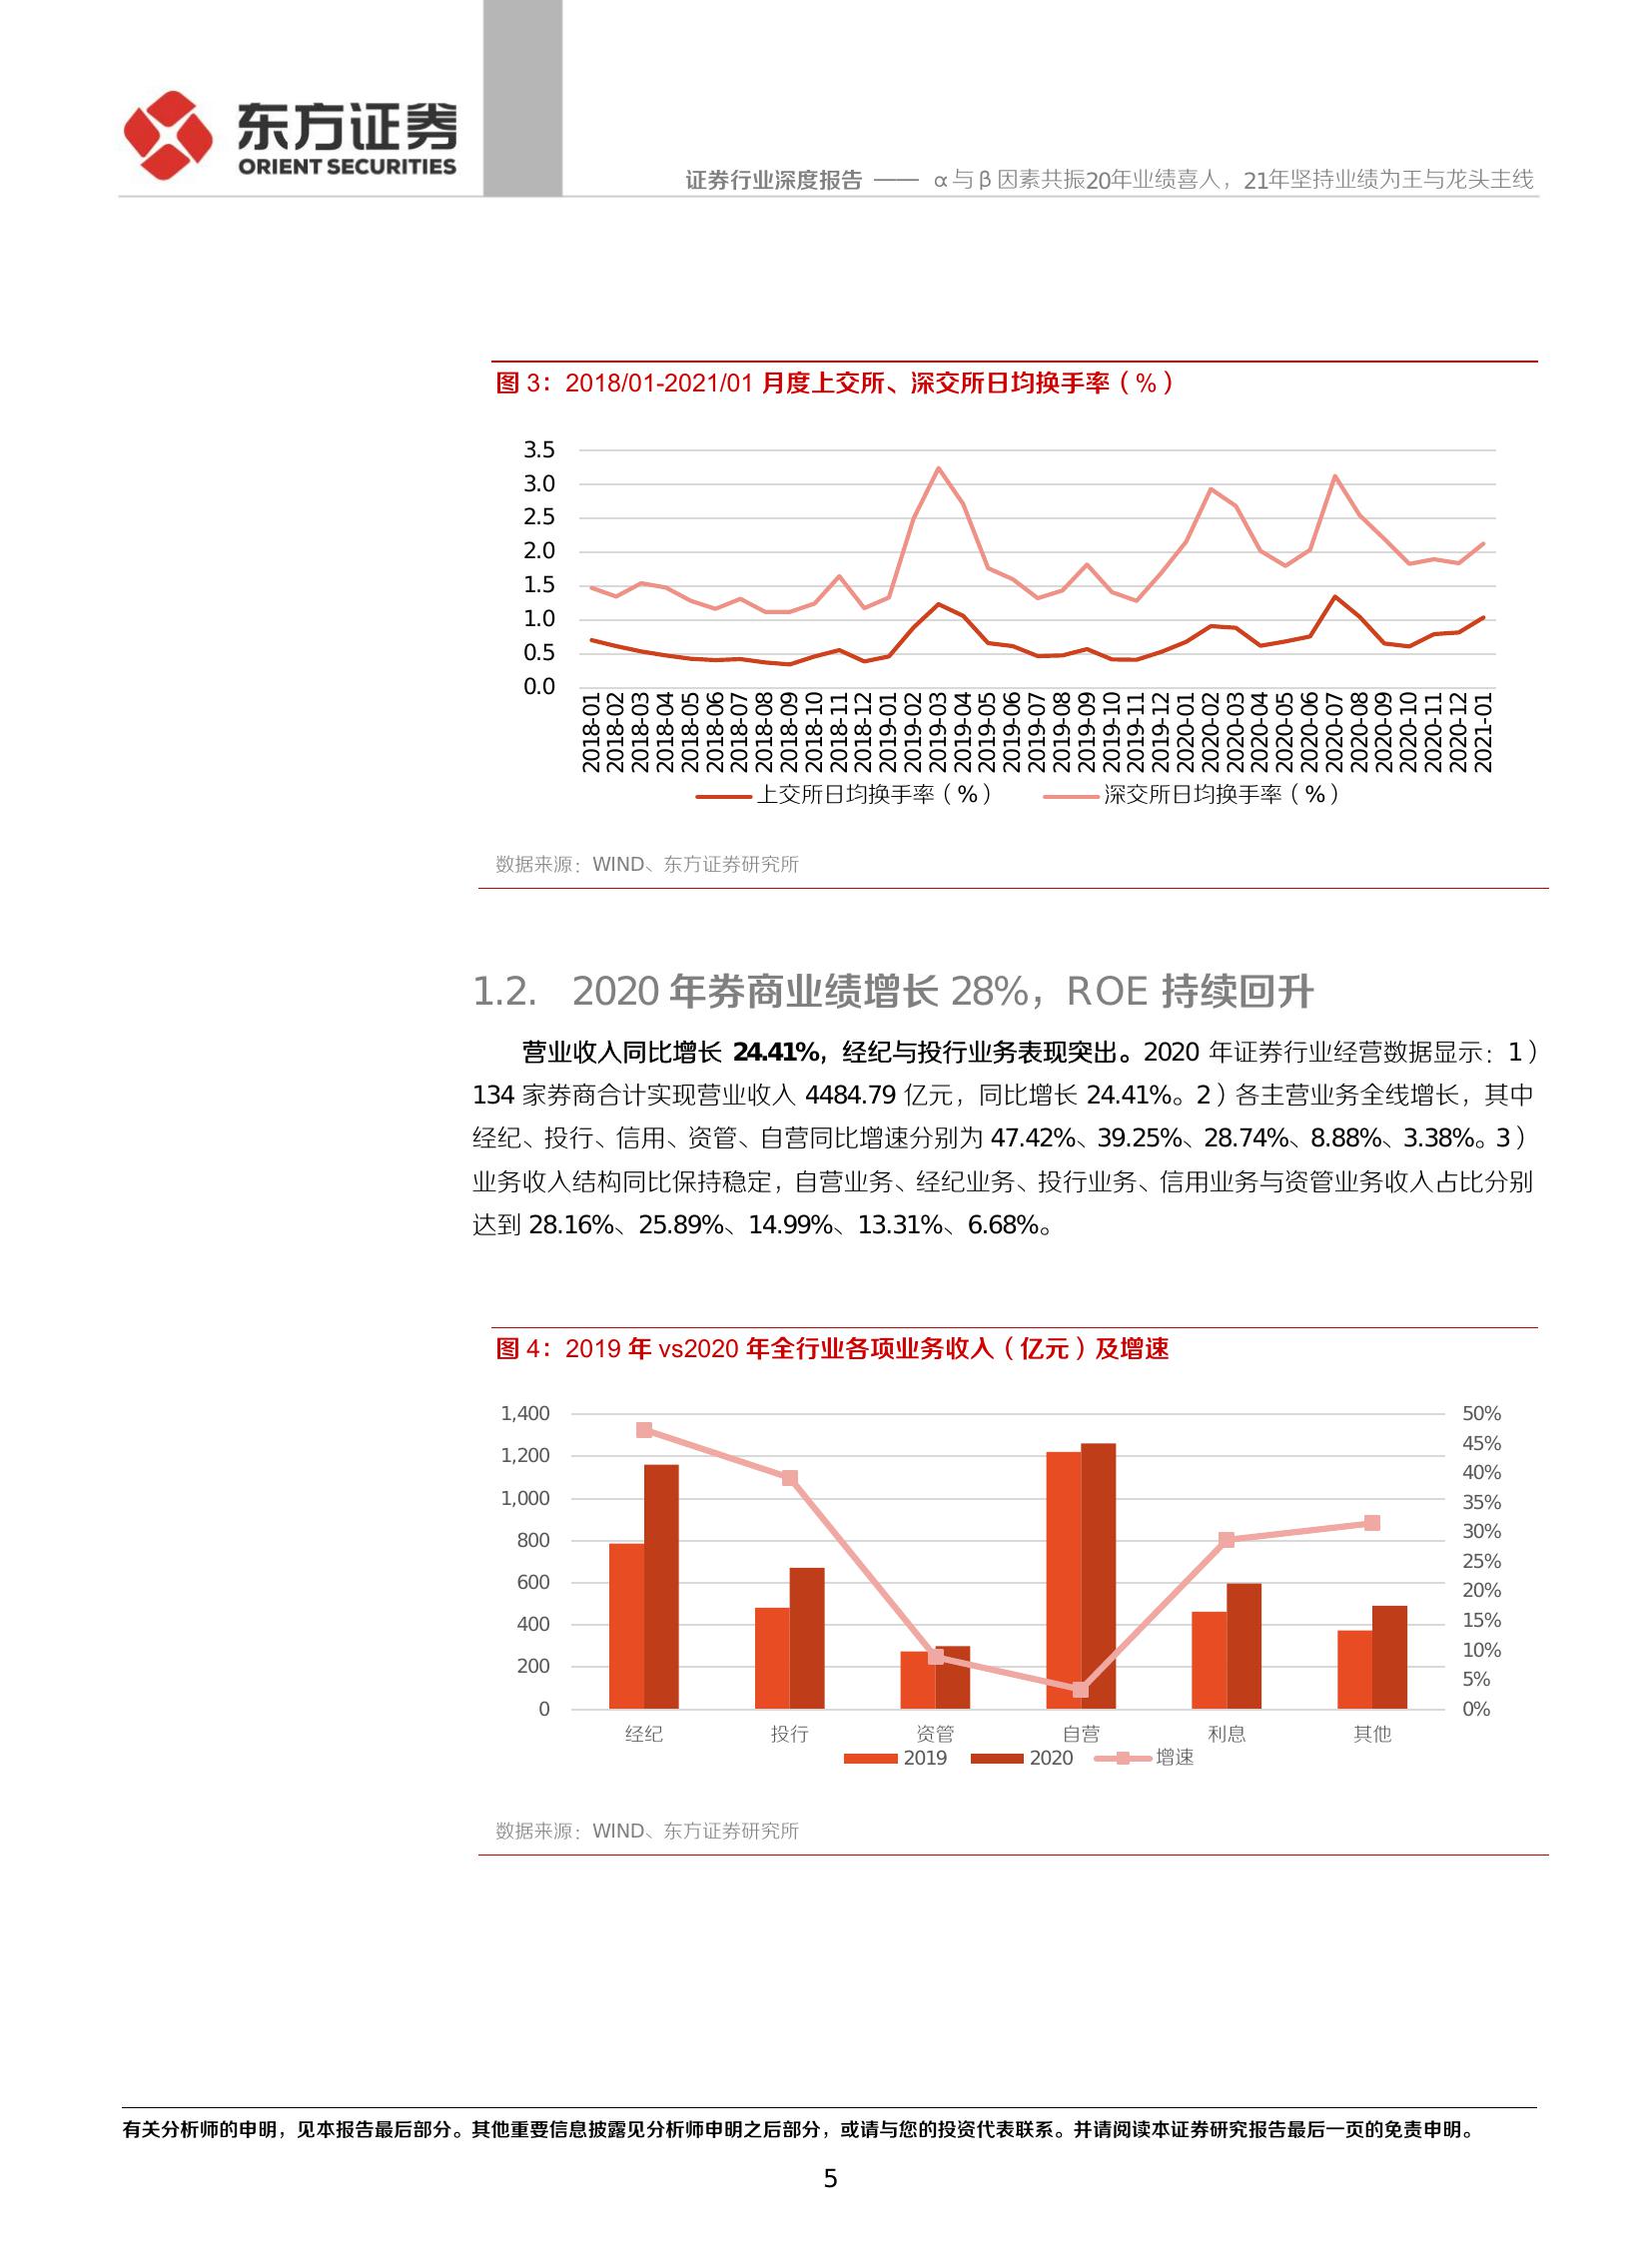 东方证券
ORIENT SECURITIES
证券行业深度报告 —— α与β因素共振20年业绩喜人，21年坚持业绩为王与龙头主线
图 3：2018/01-2021/01 月度上交所、深交所日均换手率（%）
3.5
3.0
2.5
2.0
1.5
1.0
0.5
0.0
2018-01 2018-02 2018-03 2018-04 2018-05 2018-06 2018-07 2018-08 2018-09 2018-10 2018-11 2018-12 2019-01 2019-02 2019-03 2019-04 2019-05 2019-06 2019-07 2019-08 2019-09 2019-10 2019-11 2019-12 2020-01 2020-02 2020-03 2020-04 2020-05 2020-06 2020-07 2020-08 2020-09 2020-10 2020-11 2020-12 2021-01
上交所日均换手率（%） 深交所日均换手率（%）
数据来源：WIND、东方证券研究所
1.2. 2020 年券商业绩增长 28%，ROE 持续回升
营业收入同比增长 24.41%，经纪与投行业务表现突出。2020 年证券行业经营数据显示：1）
134 家券商合计实现营业收入 4484.79 亿元，同比增长 24.41%。2）各主营业务全线增长，其中
经纪、投行、信用、资管、自营同比增速分别为 47.42%、39.25%、28.74%、8.88%、3.38%。3）
业务收入结构同比保持稳定，自营业务、经纪业务、投行业务、信用业务与资管业务收入占比分别
达到 28.16%、25.89%、14.99%、13.31%、6.68%。
图 4：2019 年 vs2020 年全行业各项业务收入（亿元）及增速
1,400 50%
1,200 45%
1,000 40%
800 35%
600 30%
400 25%
200 20%
0 15%
10%
5%
0%
经纪 投行 资管 自营 利息 其他
2019 2020 增速
数据来源：WIND、东方证券研究所
有关分析师的申明，见本报告最后部分。其他重要信息披露见分析师申明之后部分，或请与您的投资代表联系。并请阅读本证券研究报告最后一页的免责申明。
5